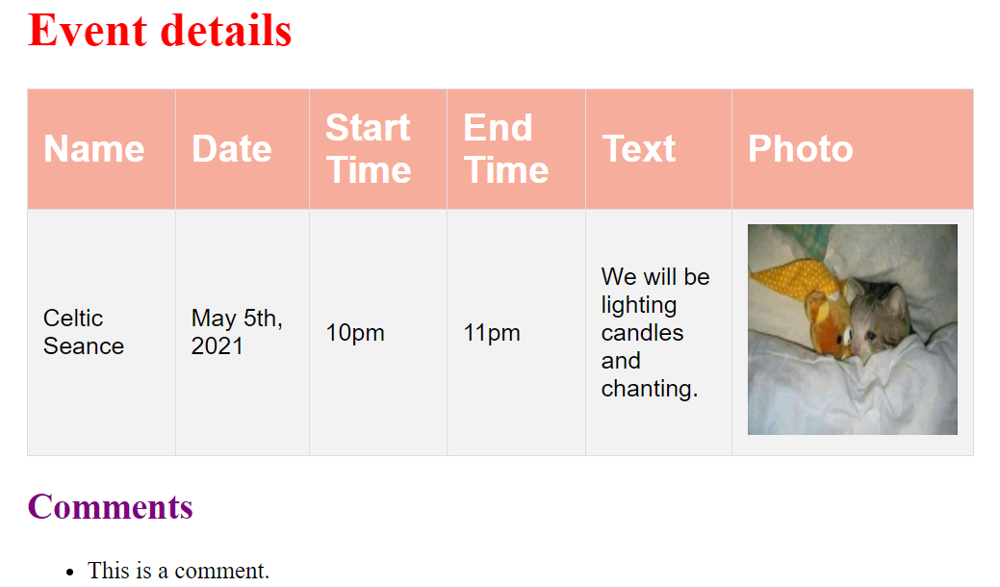 Event details
Name
Date
Start
Time
End
Time
Text
Photo
Celtic
Seance
May 5th,
2021
10pm
11pm
We will be
lighting
candles
and
chanting.
Comments
This is a comment.